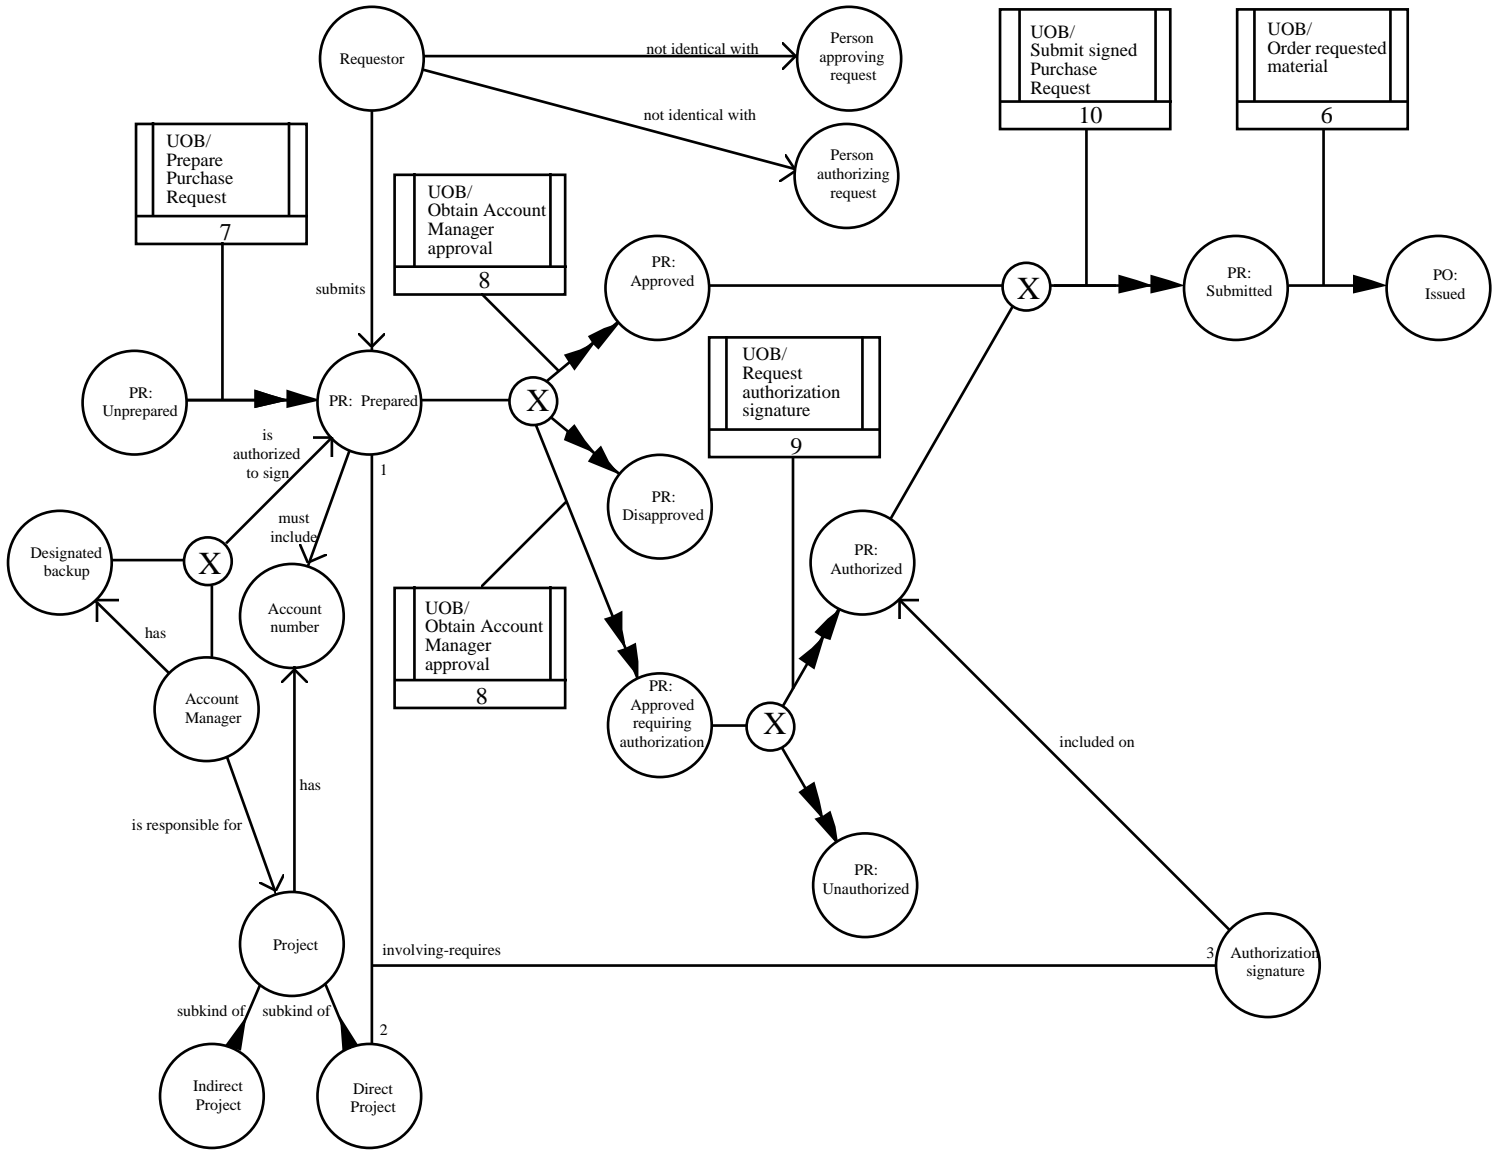 Requestor
not identical with
Person
approving
request
not identical with
Person
authorizing
request
UOB/
Submit signed
Purchase
Request
10
UOB/
Order requested
material
6
UOB/
Prepare
Purchase
Request
7
UOB/
Obtain Account
Manager
approval
8
submits
PR:
Approved
X
PR:
Submitted
PO:
Issued
PR:
Unprepared
PR: Prepared
X
UOB/
Request
authorization
signature
9
is
authorized
to sign
1
PR:
Disapproved
must
include
Designated
backup
X
PR:
Authorized
Account
number
has
UOB/
Obtain Account
Manager
approval
8
Account
Manager
PR:
Approved
requiring
authorization
X
included on
has
is responsible for
PR:
Unauthorized
Project
involving-requires
3
Authorization
signature
subkind of
subkind of
2
Indirect
Project
Direct
Project